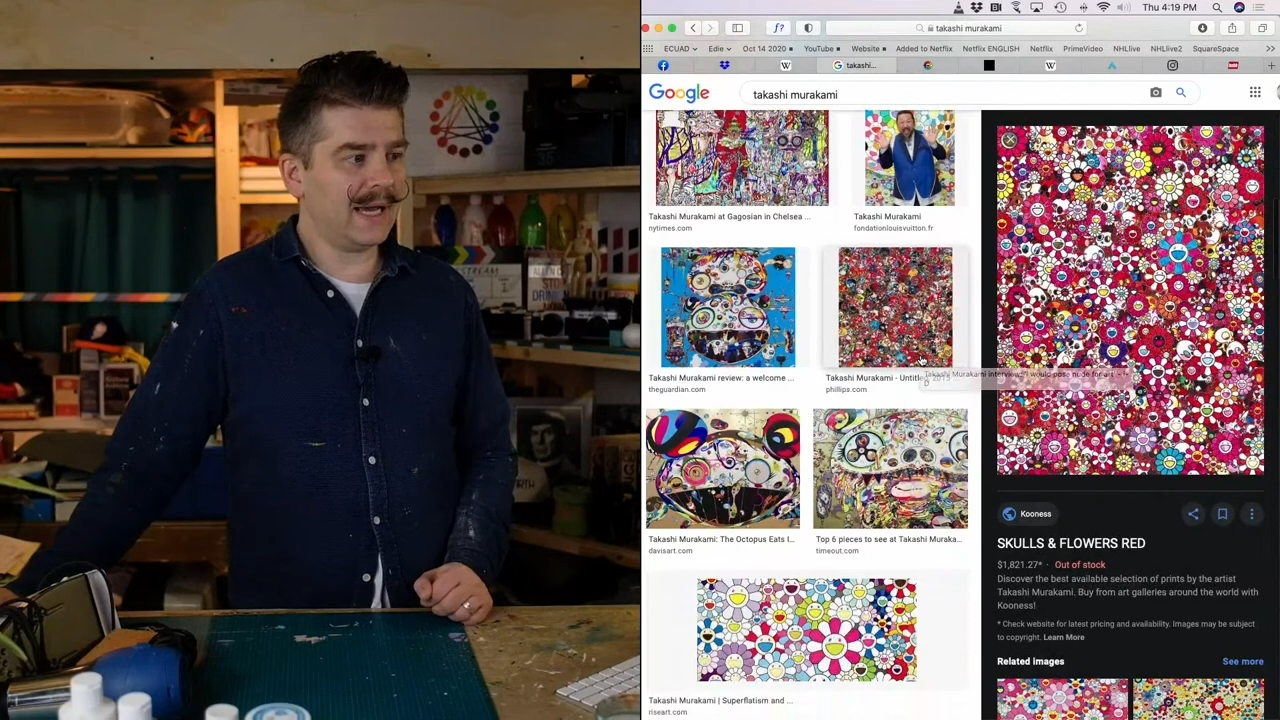 Thu 4:19 PM
takashi murakami
ECUAD
Edie
Oct 14 2020
YouTube
Website
Added to Netflix
Netflix ENGLISH
Netflix
PrimeVideo
NHLlive
NHLlive2
SquareSpace
takashi...
Google
takashi murakami
Takashi Murakami at Gagosian in Chelsea ...
nytimes.com
Takashi Murakami
fondationlouisvuitton.fr
Takashi Murakami review: a welcome ...
theguardian.com
Takashi Murakami - Untitle
phillips.com
Takashi Murakami: The Octopus Eats I...
davisart.com
Top 6 pieces to see at Takashi Muraka...
timeout.com
Takashi Murakami | Superflatism and ...
riseart.com
Kooness
SKULLS & FLOWERS RED
$1,821.27* · Out of stock
Discover the best available selection of prints by the artist
Takashi Murakami. Buy from art galleries around the world with
Kooness!
* Check website for latest pricing and availability. Images may be subject
to copyright. Learn More
Related images
See more